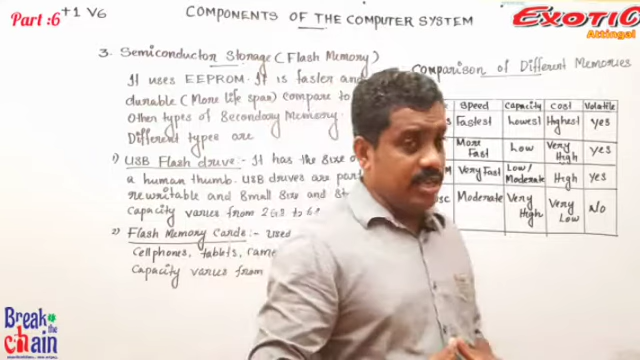 Part :6
+1 V6
COMPONENTS OF THE COMPUTER SYSTEM
EXOTIC
Attingal
3. Semiconductor Storage (Flash Memory)
It uses EEPROM. It is faster and
durable (More life span) compare to
Other types of Secondary Memory.
Different types are
1) USB Flash drive :- It has the size
a human thumb. USB drives are
rewritable and Small Size and
Capacity varies from 2GB to
2) Flash Memory Cards :- Used
Cellphones, tablets,
Capacity varies from
Comparison of Different Memories
Speed Capacity Cost Volatile
Fastest Lowest Highest Yes
More Fast Low Very High Yes
Very Fast Low/ Moderate High Yes
Moderate Very High Very Low No
Break
the
chain